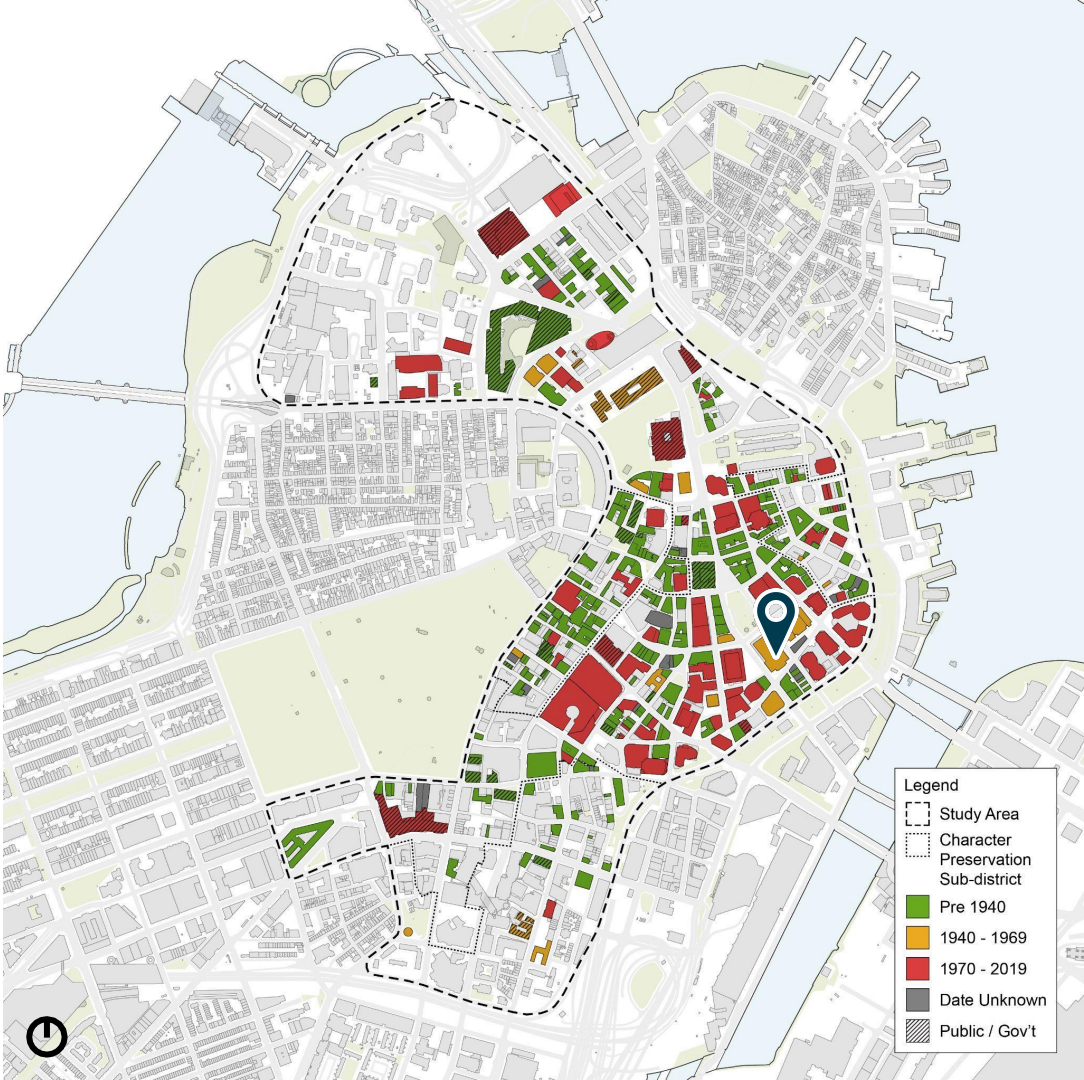 Legend
Study Area
Character
Preservation
Sub-district
Pre 1940
1940 - 1969
1970 - 2019
Date Unknown
Public / Gov't